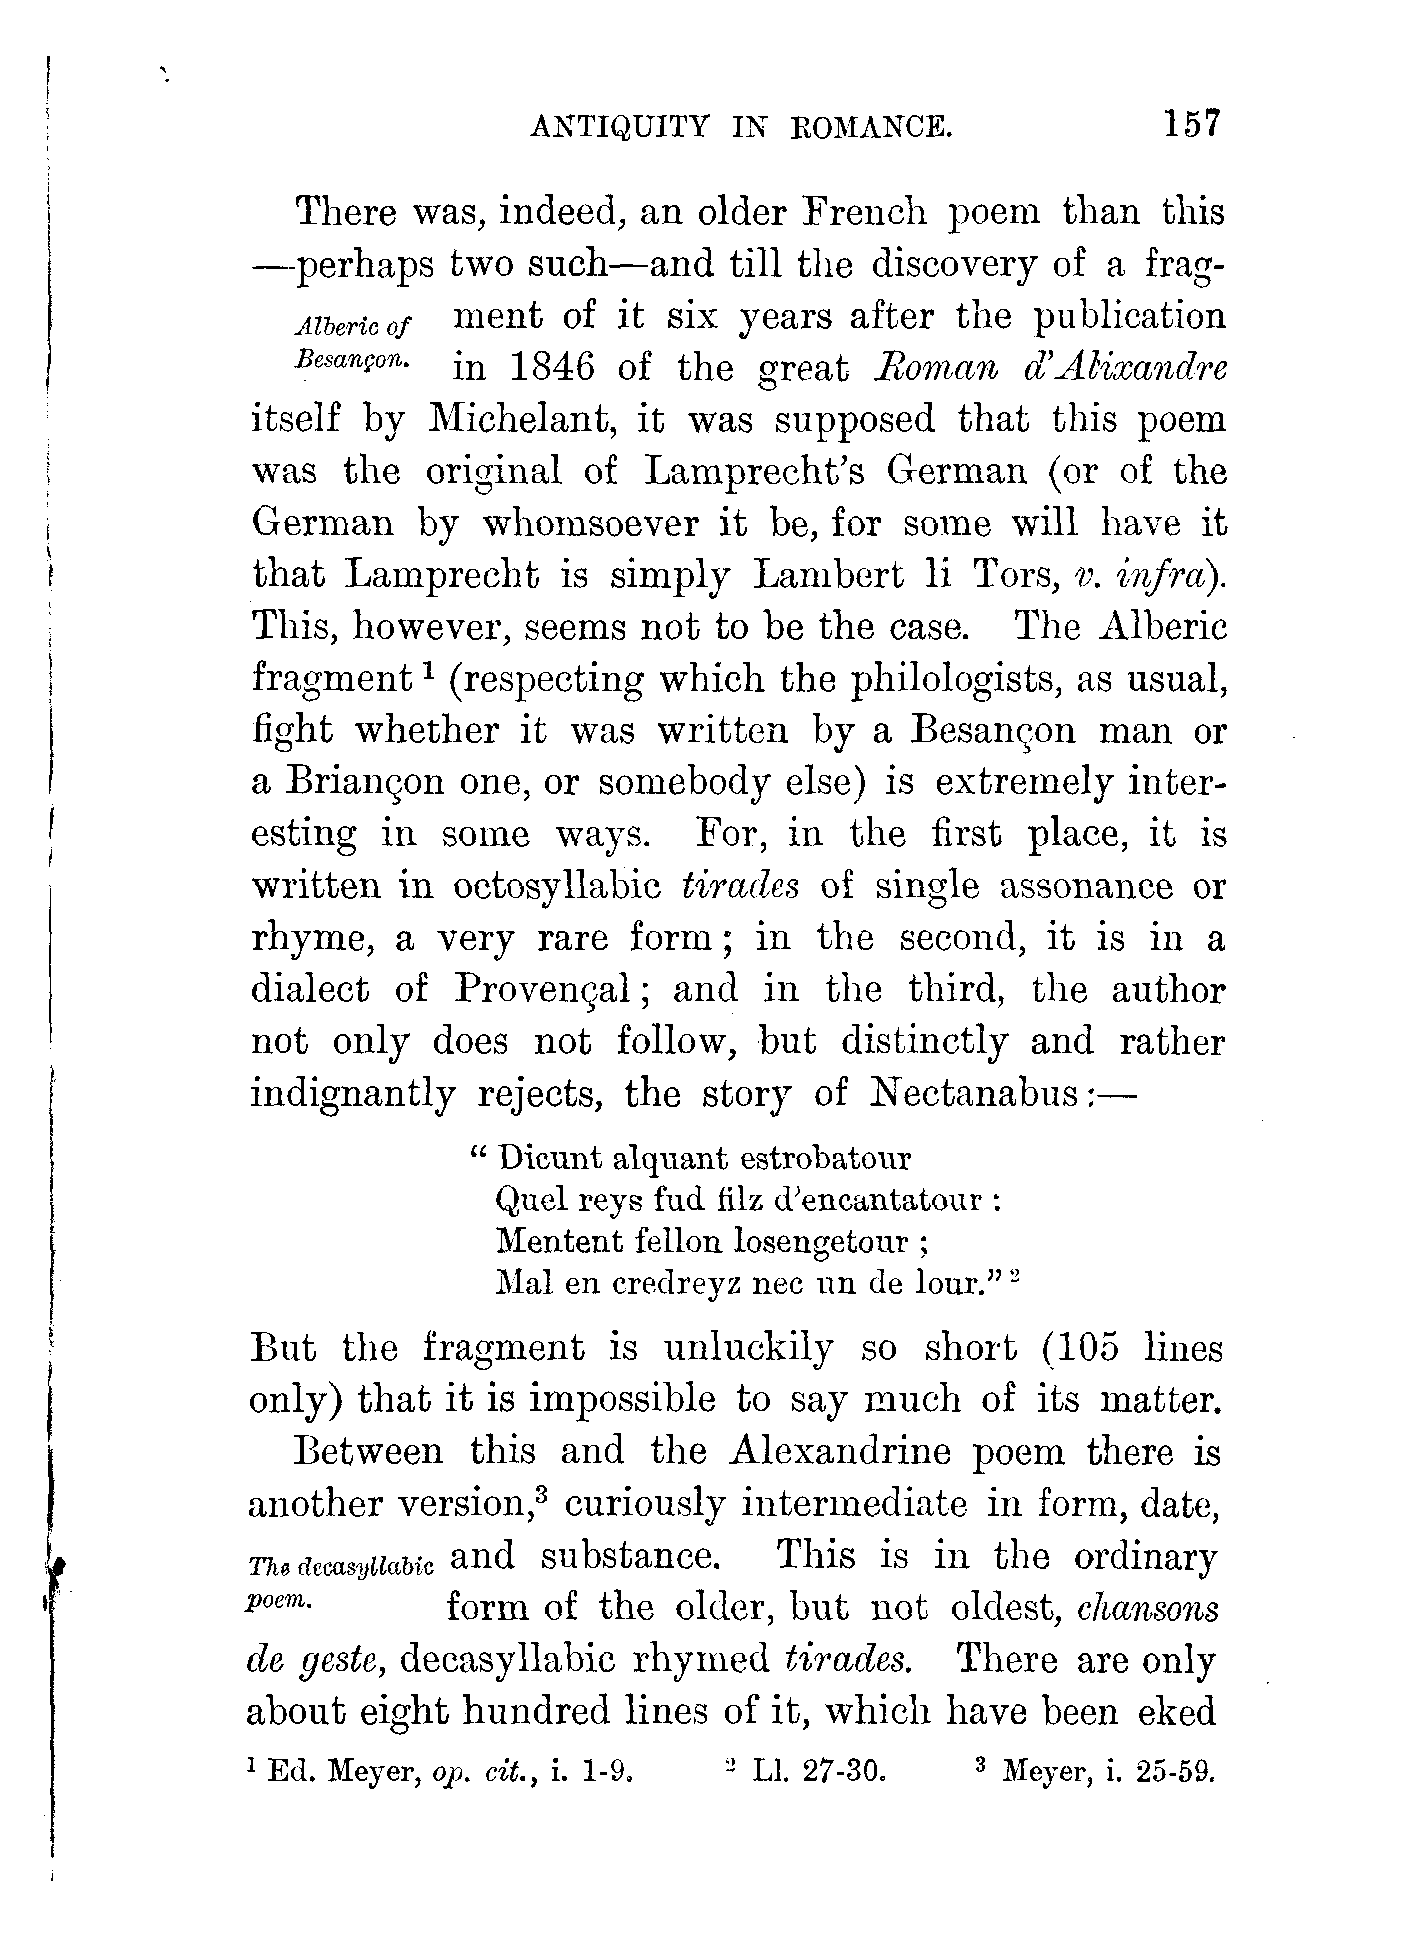 ANTIQUITY IN ROMANCE. 157
There was, indeed, an older French poem than this
—perhaps two such—and till the discovery of a frag-
Alberic of Besançon.
ment of it six years after the publication
in 1846 of the great Roman d'Alixandre
itself by Michelant, it was supposed that this poem
was the original of Lamprecht's German (or of the
German by whomsoever it be, for some will have it
that Lamprecht is simply Lambert li Tors, v. infra).
This, however, seems not to be the case. The Alberic
fragment ¹ (respecting which the philologists, as usual,
fight whether it was written by a Besançon man or
a Briançon one, or somebody else) is extremely inter-
esting in some ways. For, in the first place, it is
written in octosyllabic tirades of single assonance or
rhyme, a very rare form; in the second, it is in a
dialect of Provençal; and in the third, the author
not only does not follow, but distinctly and rather
indignantly rejects, the story of Nectanabus:—
"Dicunt alquant estrobatour
Quel reys fud filz d'encantatour:
Mentent fellon losengetour;
Mal en credreyz nec un de lour." ²
But the fragment is unluckily so short (105 lines
only) that it is impossible to say much of its matter.
Between this and the Alexandrine poem there is
another version,³ curiously intermediate in form, date,
The decasyllabic poem.
and substance. This is in the ordinary
form of the older, but not oldest, chansons
de geste, decasyllabic rhymed tirades. There are only
about eight hundred lines of it, which have been eked
¹ Ed. Meyer, op. cit., i. 1-9. ² Ll. 27-30. ³ Meyer, i. 25-59.